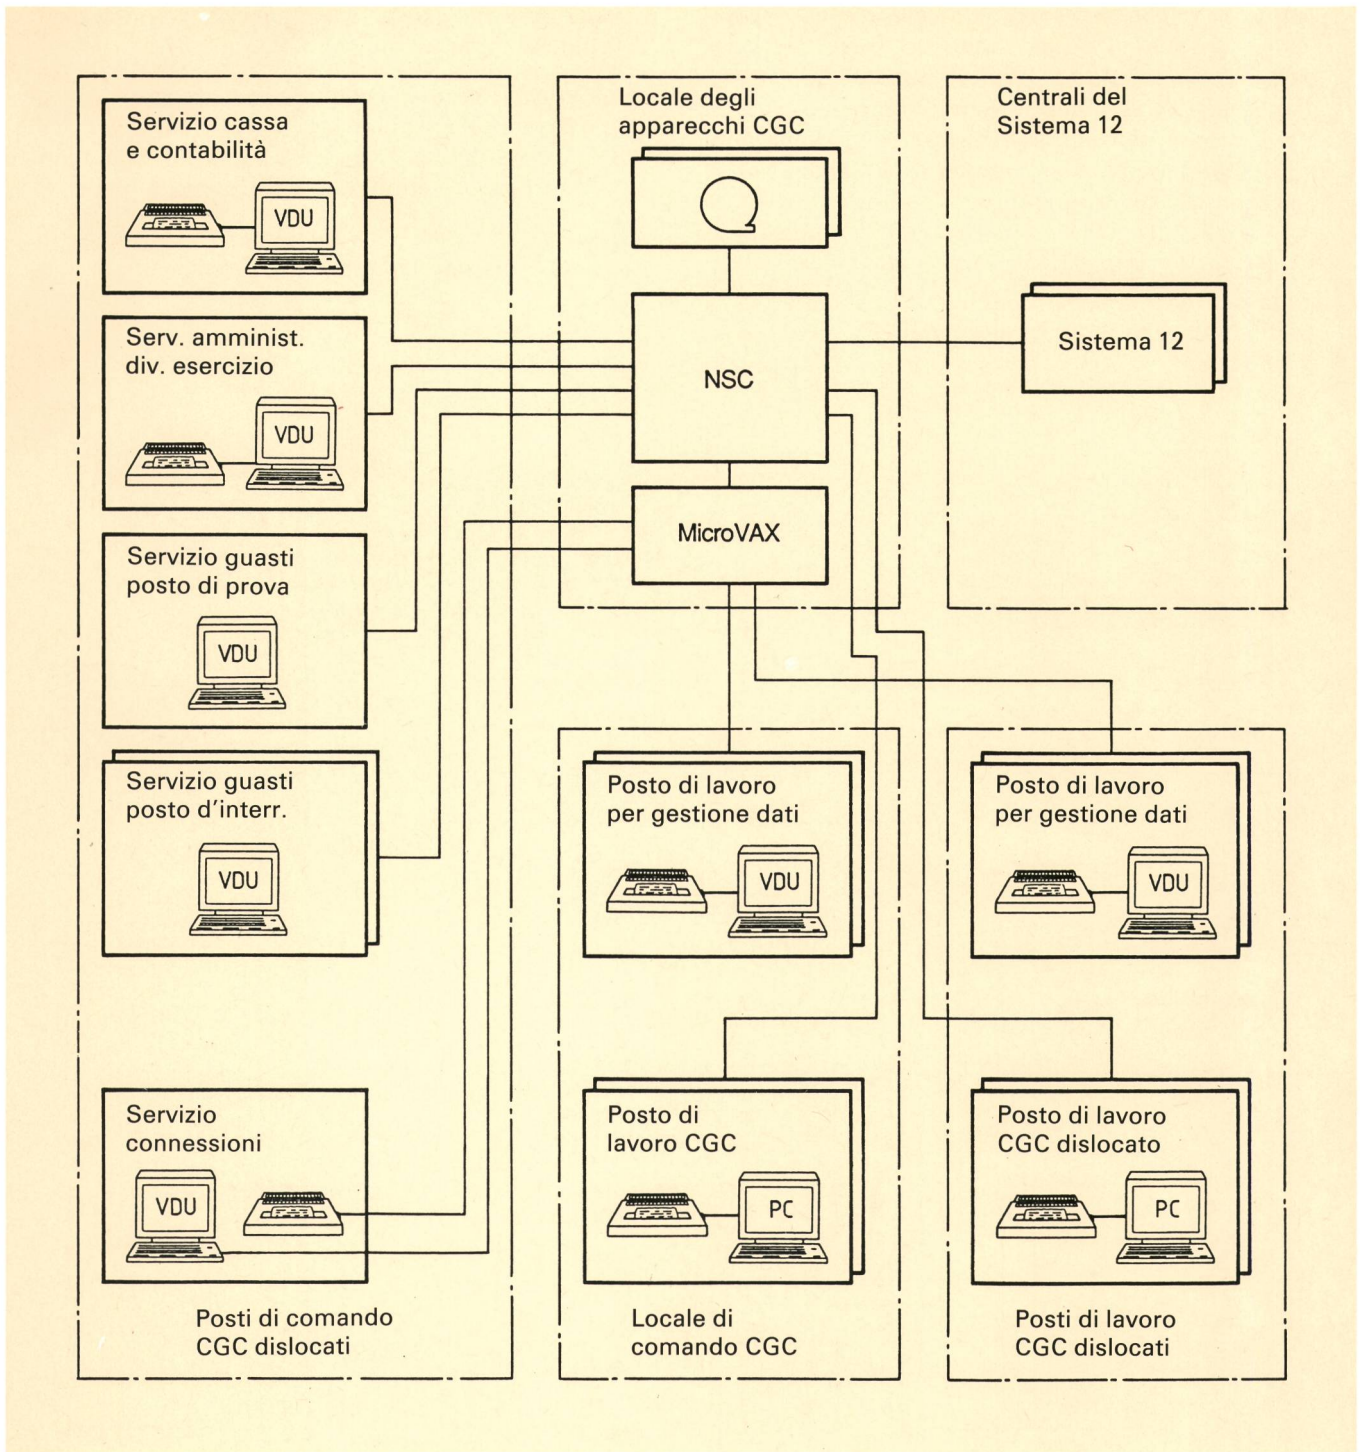 Servizio cassa
e contabilità
VDU
Serv. amminist.
div. esercizio
VDU
Servizio guasti
posto di prova
VDU
Servizio guasti
posto d'interr.
VDU
Servizio
connessioni
VDU
Posti di comando
CGC dislocati
Locale degli
apparecchi CGC
NSC
MicroVAX
Centrali del
Sistema 12
Sistema 12
Posto di lavoro
per gestione dati
VDU
Posto di
lavoro CGC
PC
Locale di
comando CGC
Posto di lavoro
per gestione dati
VDU
Posto di lavoro
CGC dislocato
PC
Posti di lavoro
CGC dislocati